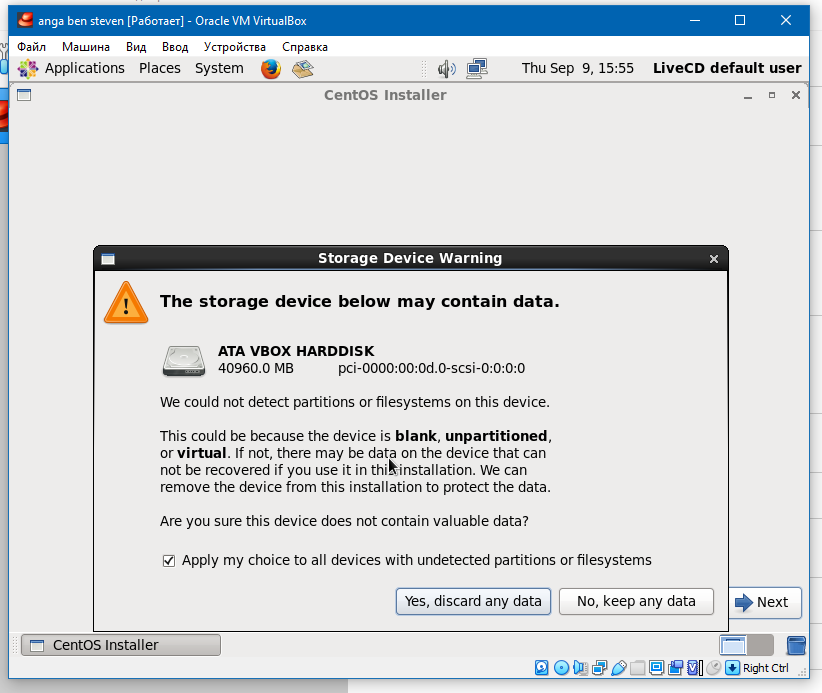 anga ben steven [Работает] - Oracle VM VirtualBox
Файл Машина Вид Ввод Устройства Справка
Applications Places System Thu Sep 9, 15:55 LiveCD default user
CentOS Installer
Storage Device Warning
The storage device below may contain data.
ATA VBOX HARDDISK
40960.0 MB pci-0000:00:0d.0-scsi-0:0:0:0
We could not detect partitions or filesystems on this device.
This could be because the device is blank, unpartitioned,
or virtual. If not, there may be data on the device that can
not be recovered if you use it in this installation. We can
remove the device from this installation to protect the data.
Are you sure this device does not contain valuable data?
Apply my choice to all devices with undetected partitions or filesystems
Yes, discard any data No, keep any data Next
CentOS Installer
Right Ctrl